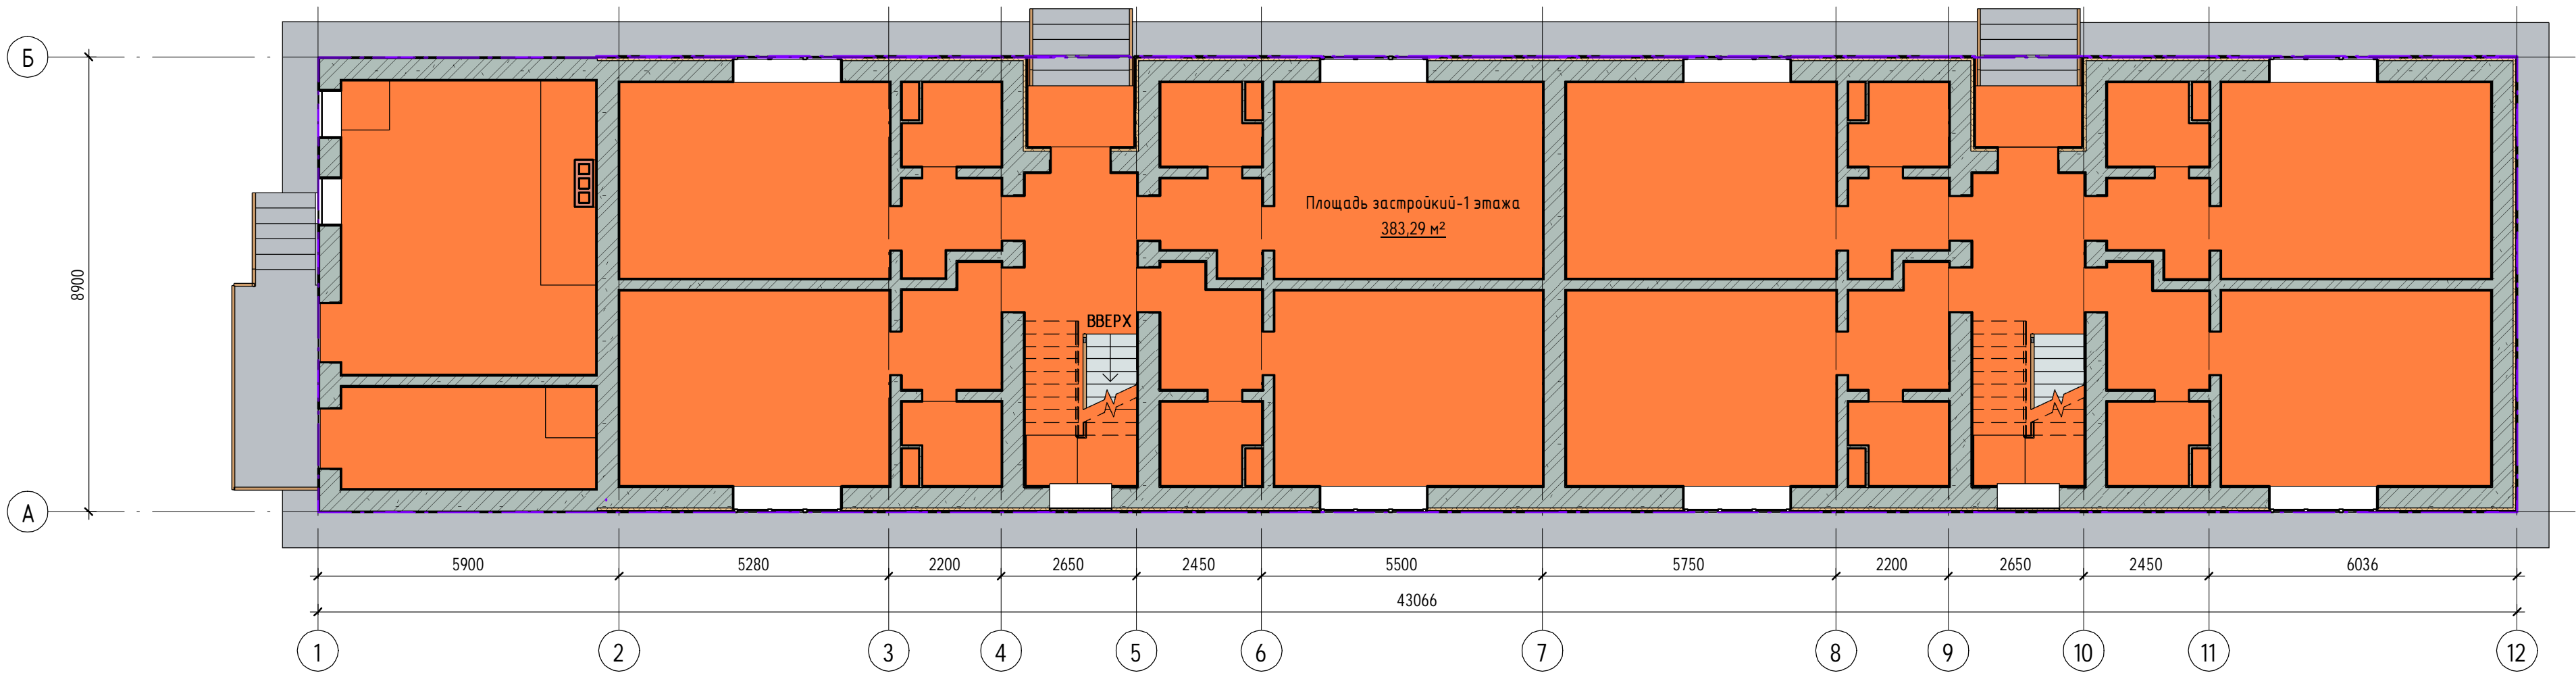 Б
Площадь застройкий-1 этажа
383,29 м²
8900
ВВЕРХ
А
5900 5280 2200 2650 2450 5500 5750 2200 2650 2450 6036
43066
1 2 3 4 5 6 7 8 9 10 11 12